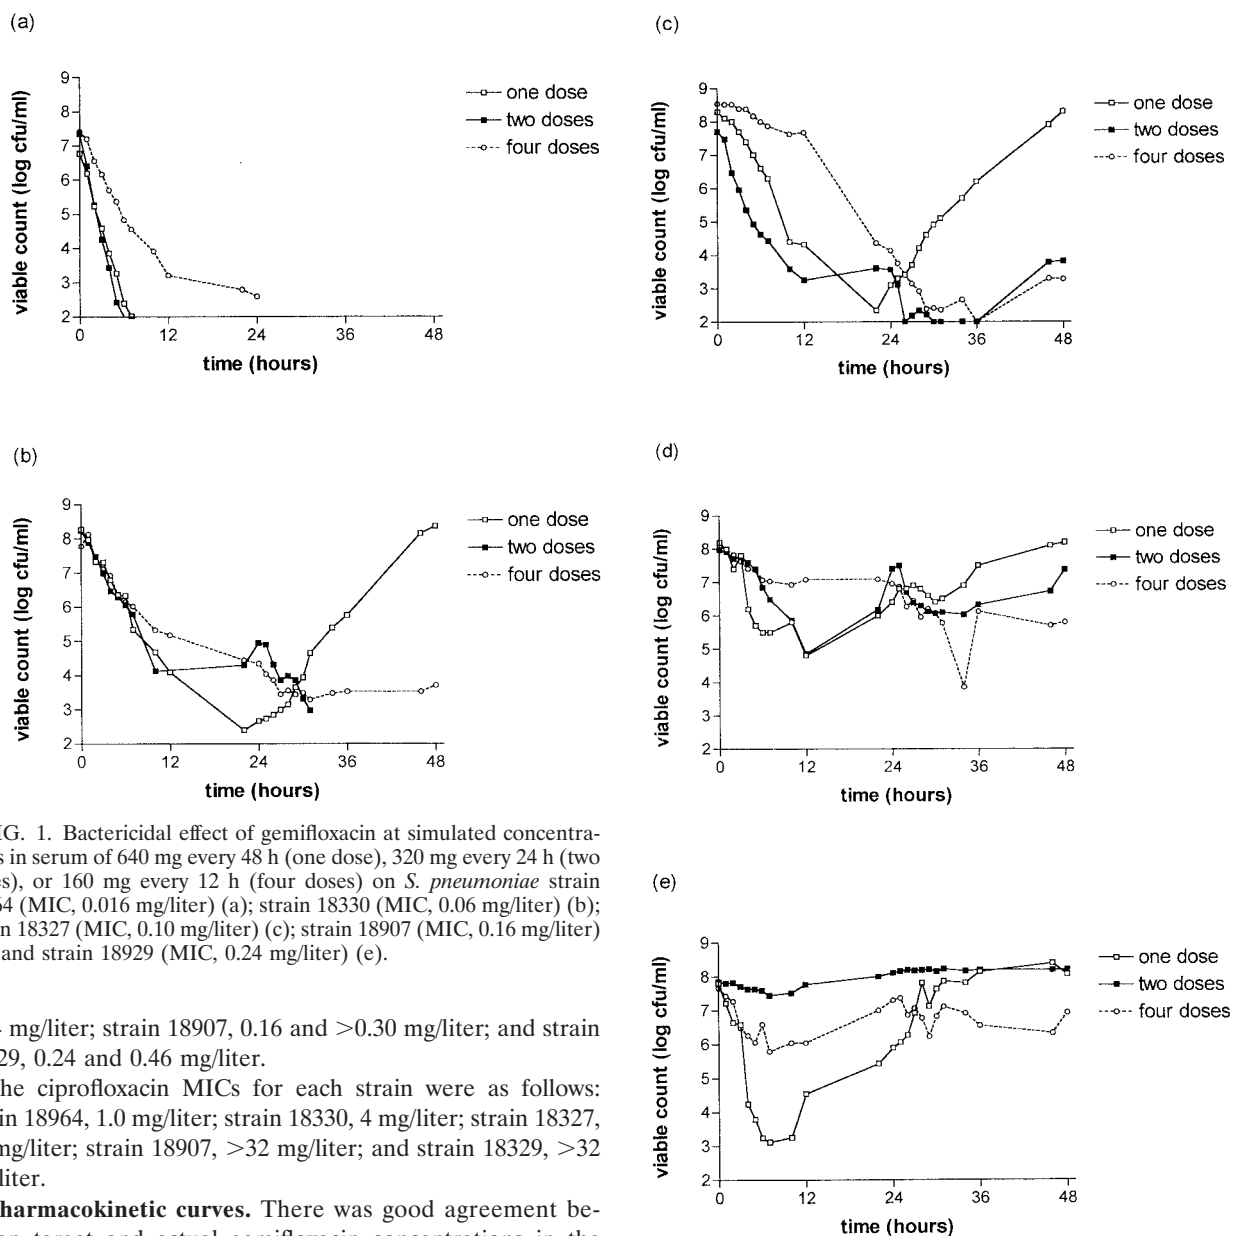 (a)
viable count (log cfu/ml)
9
8
7
6
5
4
3
2
0 12 24 36 48
time (hours)
one dose
two doses
four doses
(b)
viable count (log cfu/ml)
9
8
7
6
5
4
3
2
0 12 24 36 48
time (hours)
one dose
two doses
four doses
IG. 1. Bactericidal effect of gemifloxacin at simulated concentra-
s in serum of 640 mg every 48 h (one dose), 320 mg every 24 h (two
es), or 160 mg every 12 h (four doses) on S. pneumoniae strain
64 (MIC, 0.016 mg/liter) (a); strain 18330 (MIC, 0.06 mg/liter) (b);
in 18327 (MIC, 0.10 mg/liter) (c); strain 18907 (MIC, 0.16 mg/liter)
and strain 18929 (MIC, 0.24 mg/liter) (e).
mg/liter; strain 18907, 0.16 and >0.30 mg/liter; and strain
29, 0.24 and 0.46 mg/liter.
he ciprofloxacin MICs for each strain were as follows:
in 18964, 1.0 mg/liter; strain 18330, 4 mg/liter; strain 18327,
mg/liter; strain 18907, >32 mg/liter; and strain 18329, >32
liter.
harmacokinetic curves. There was good agreement be-
(c)
viable count (log cfu/ml)
9
8
7
6
5
4
3
2
0 12 24 36 48
time (hours)
one dose
two doses
four doses
(d)
viable count (log cfu/ml)
9
8
7
6
5
4
3
2
0 12 24 36 48
time (hours)
one dose
two doses
four doses
(e)
viable count (log cfu/ml)
9
8
7
6
5
4
3
2
0 12 24 36 48
time (hours)
one dose
two doses
four doses